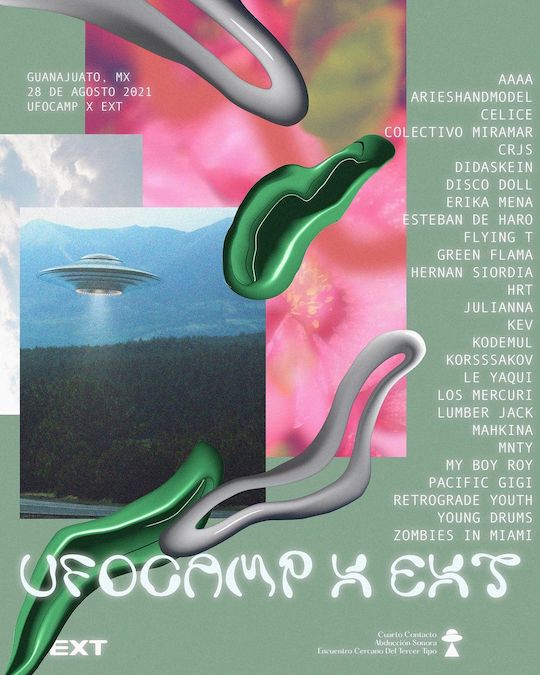 GUANAJUATO, MX
28 DE AGOSTO 2021
UFOCAMP X EXT
AAAA
ARIESHANDMODEL
CELICE
COLECTIVO MIRAMAR
CRJS
DIDASKEIN
DISCO DOLL
ERIKA MENA
ESTEBAN DE HARO
FLYING T
GREEN FLAMA
HERNAN SIORDIA
HRT
JULIANNA
KEV
KODEMUL
KORSSSAKOV
LE YAQUI
LOS MERCURI
LUMBER JACK
MAHKINA
MNTY
MY BOY ROY
PACIFIC GIGI
RETROGRADE YOUTH
YOUNG DRUMS
ZOMBIES IN MIAMI
UFOCAMP X EXT
EXT
Cuarto Contacto
Abducción Sonora
Encuentro Cercano Del Tercer Tipo